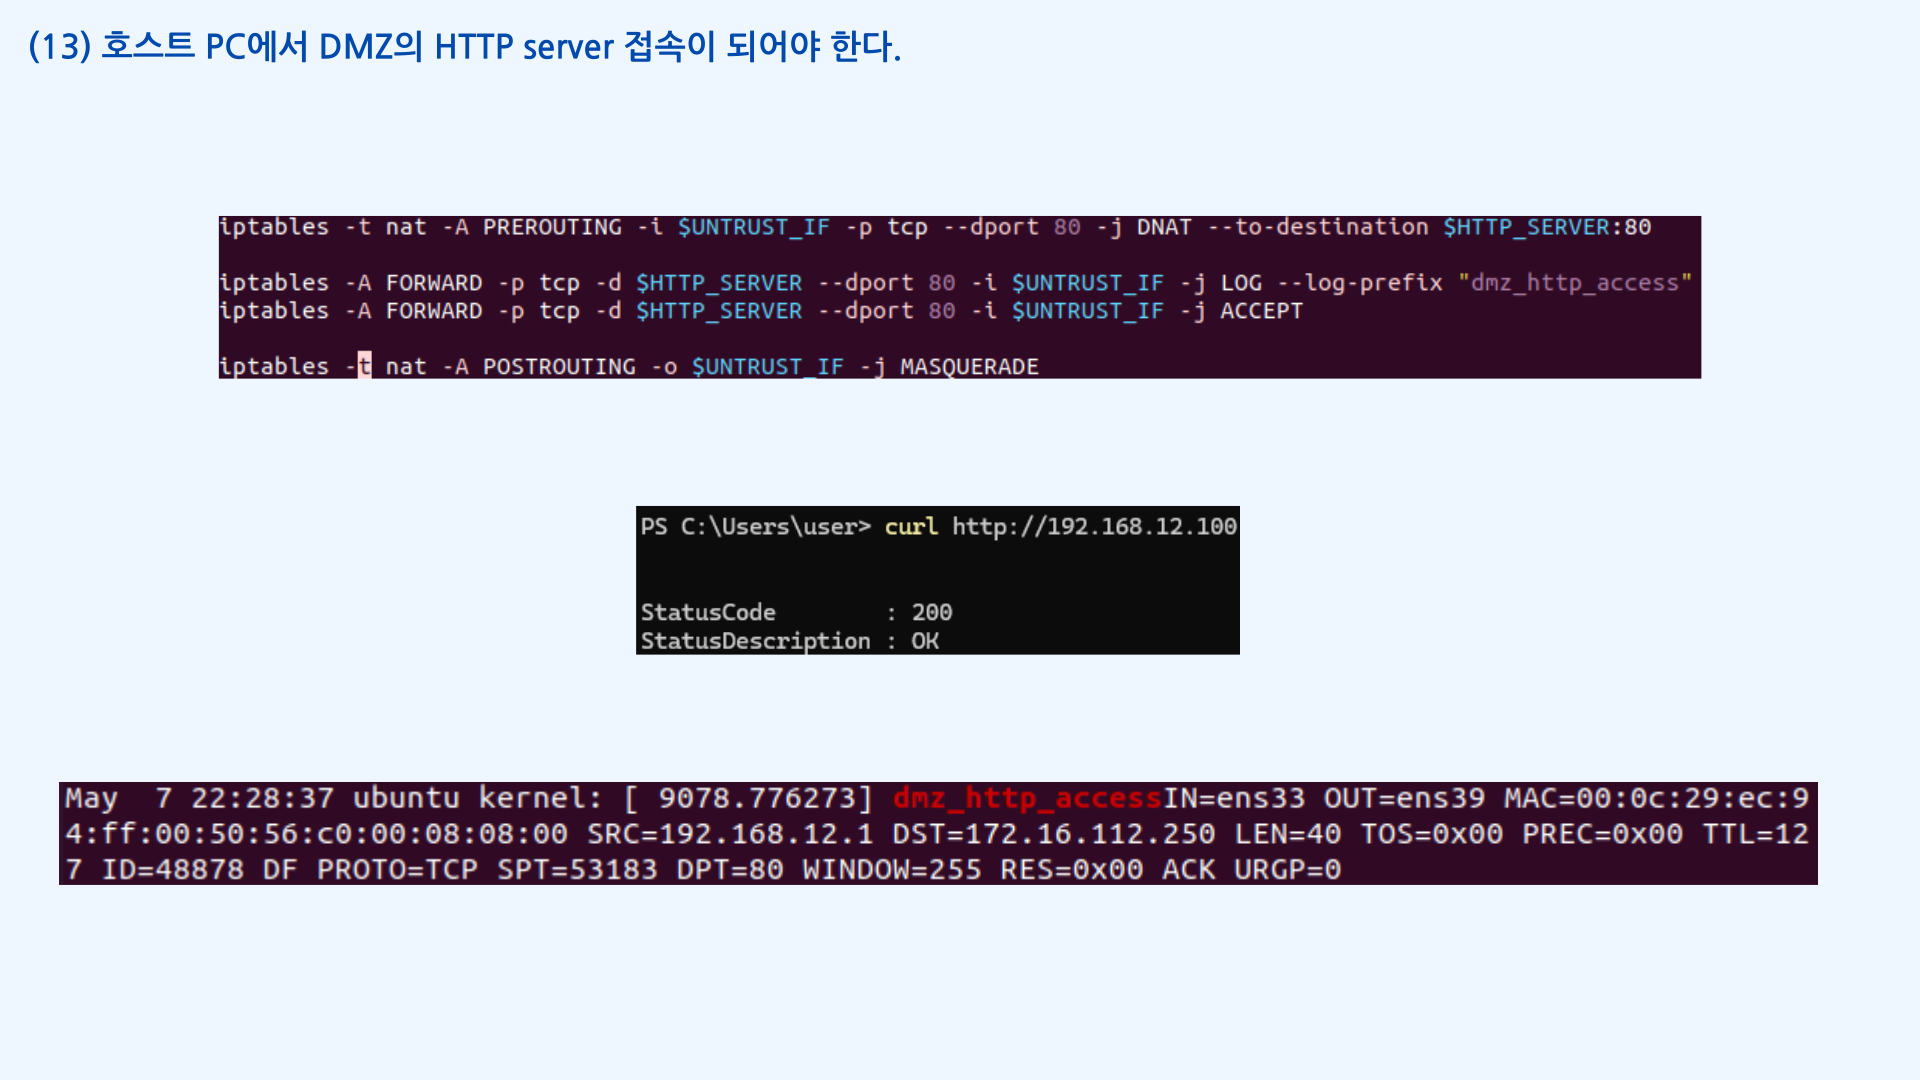 (13) 호스트 PC에서 DMZ의 HTTP server 접속이 되어야 한다.
iptables -t nat -A PREROUTING -i $UNTRUST_IF -p tcp --dport 80 -j DNAT --to-destination $HTTP_SERVER:80
iptables -A FORWARD -p tcp -d $HTTP_SERVER --dport 80 -i $UNTRUST_IF -j LOG --log-prefix "dmz_http_access"
iptables -A FORWARD -p tcp -d $HTTP_SERVER --dport 80 -i $UNTRUST_IF -j ACCEPT
iptables -t nat -A POSTROUTING -o $UNTRUST_IF -j MASQUERADE
PS C:\Users\user> curl http://192.168.12.100
StatusCode        : 200
StatusDescription : OK
May  7 22:28:37 ubuntu kernel: [ 9078.776273] dmz_http_accessIN=ens33 OUT=ens39 MAC=00:0c:29:ec:9
4:ff:00:50:56:c0:00:08:08:00 SRC=192.168.12.1 DST=172.16.112.250 LEN=40 TOS=0x00 PREC=0x00 TTL=12
7 ID=48878 DF PROTO=TCP SPT=53183 DPT=80 WINDOW=255 RES=0x00 ACK URGP=0